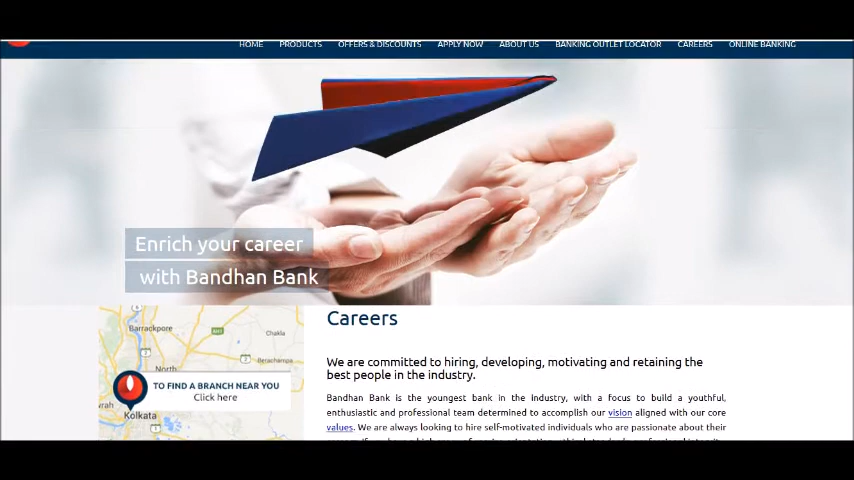 HOME PRODUCTS OFFERS & DISCOUNTS APPLY NOW ABOUT US BANKING OUTLET LOCATOR CAREERS ONLINE BANKING
Enrich your career
with Bandhan Bank
Careers
We are committed to hiring, developing, motivating and retaining the
best people in the industry.
Bandhan Bank is the youngest bank in the industry, with a focus to build a youthful,
enthusiastic and professional team determined to accomplish our vision aligned with our core
values. We are always looking to hire self-motivated individuals who are passionate about their
Barrackpore
Chakla
North
Berachampa
TO FIND A BRANCH NEAR YOU
Click here
Kolkata